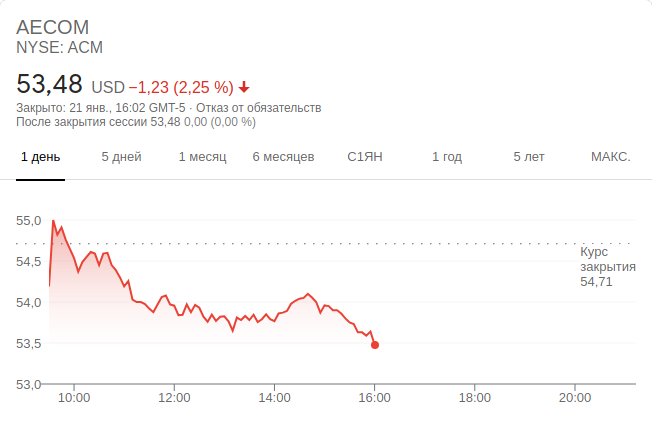 AECOM
NYSE: ACM
53,48 USD −1,23 (2,25 %)
Закрыто: 21 янв., 16:02 GMT-5 · Отказ от обязательств
После закрытия сессии 53,48 0,00 (0,00 %)
1 день 5 дней 1 месяц 6 месяцев С1ЯН 1 год 5 лет МАКС.
55,0
Курс
закрытия
54,71
54,5
54,0
53,5
53,0
10:00 12:00 14:00 16:00 18:00 20:00